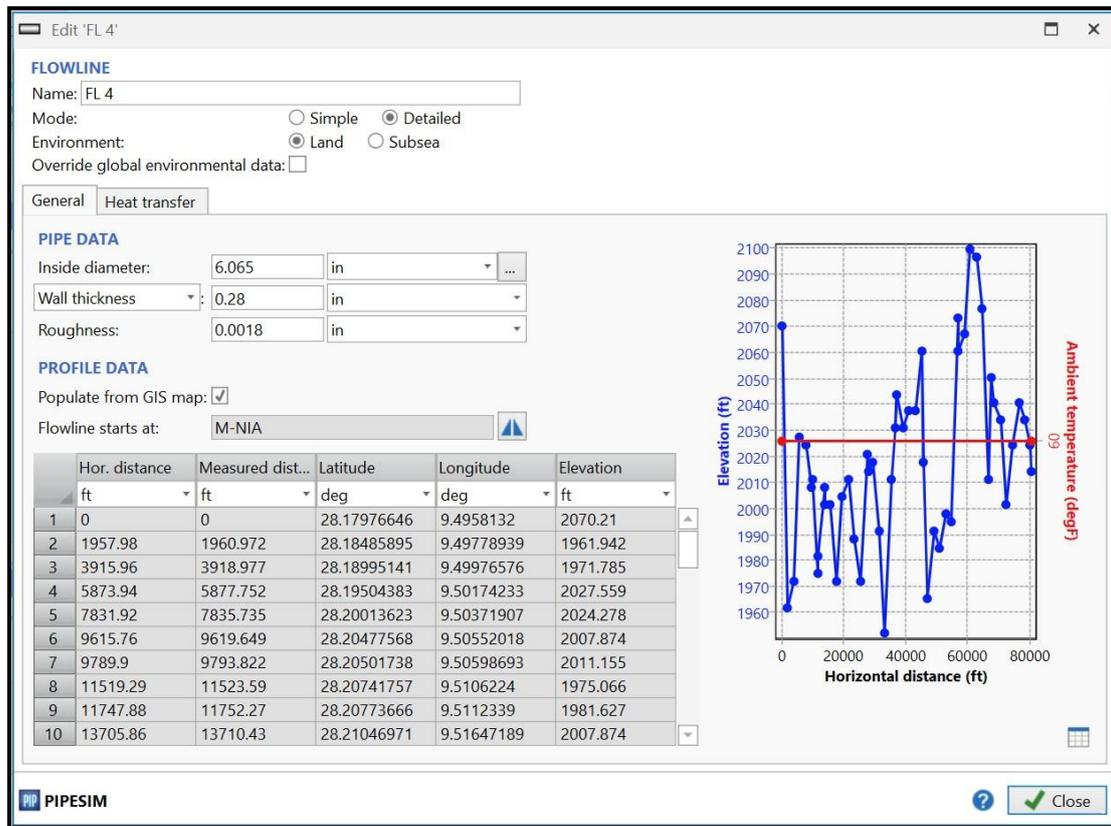 Edit 'FL 4'
FLOWLINE
Name: FL 4
Mode: Simple Detailed
Environment: Land Subsea
Override global environmental data:
General Heat transfer
PIPE DATA
Inside diameter: 6.065 in ...
Wall thickness : 0.28 in
Roughness: 0.0018 in
PROFILE DATA
Populate from GIS map:
Flowline starts at: M-NIA
Hor. distance Measured dist... Latitude Longitude Elevation
ft ft deg deg ft
1 0 0 28.17976646 9.4958132 2070.21
2 1957.98 1960.972 28.18485895 9.49778939 1961.942
3 3915.96 3918.977 28.18995141 9.49976576 1971.785
4 5873.94 5877.752 28.19504383 9.50174233 2027.559
5 7831.92 7835.735 28.20013623 9.50371907 2024.278
6 9615.76 9619.649 28.20477568 9.50552018 2007.874
7 9789.9 9793.822 28.20501738 9.50598693 2011.155
8 11519.29 11523.59 28.20741757 9.5106224 1975.066
9 11747.88 11752.27 28.20773666 9.5112339 1981.627
10 13705.86 13710.43 28.21046971 9.51647189 2007.874
Elevation (ft)
2100
2090
2080
2070
2060
2050
2040
2030
2020
2010
2000
1990
1980
1970
1960
0 20000 40000 60000 80000
Horizontal distance (ft)
60
Ambient temperature (degF)
PIP PIPESIM
? Close